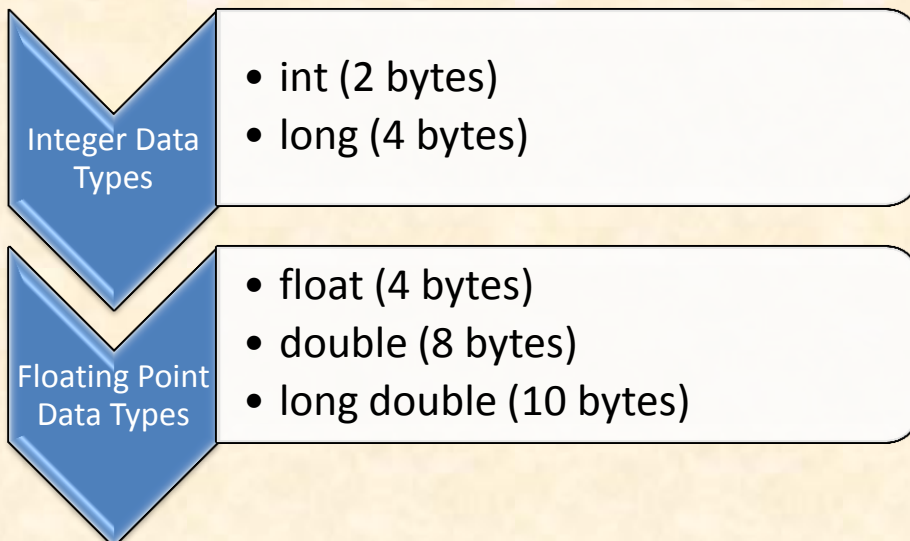 Integer Data
Types
• int (2 bytes)
• long (4 bytes)
Floating Point
Data Types
• float (4 bytes)
• double (8 bytes)
• long double (10 bytes)